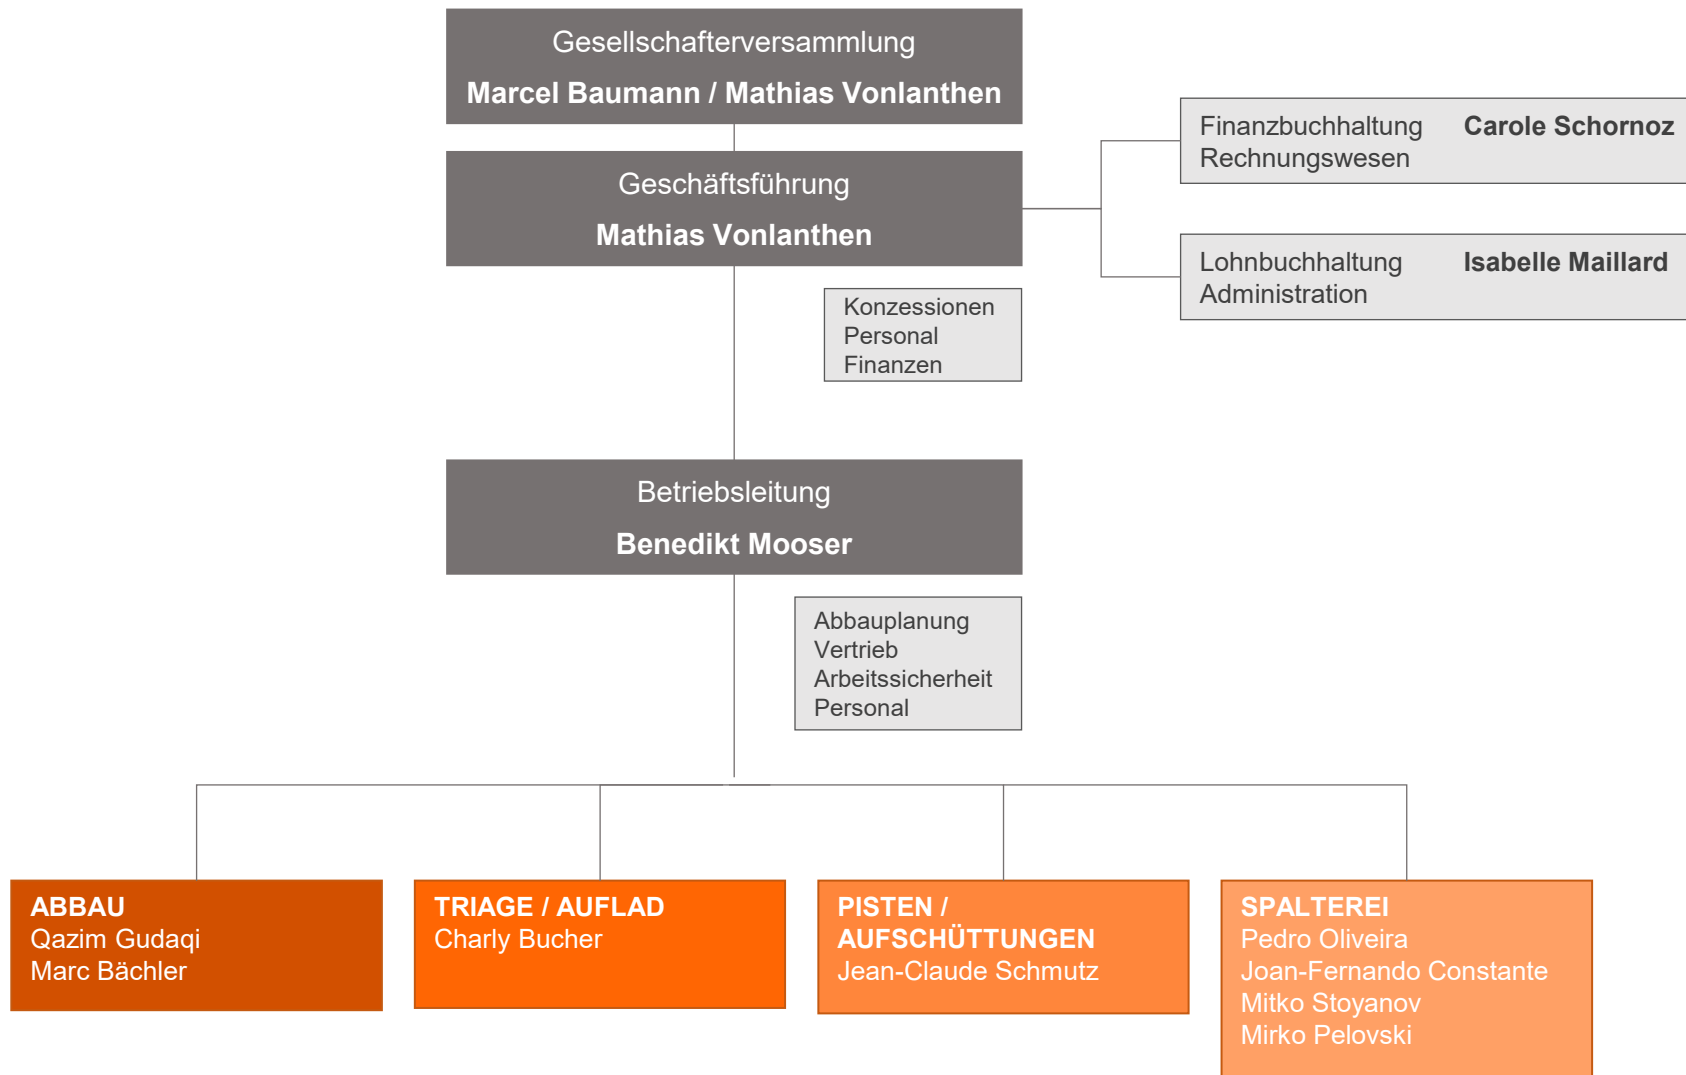 Gesellschafterversammlung
Marcel Baumann / Mathias Vonlanthen
Geschäftsführung
Mathias Vonlanthen
Finanzbuchhaltung Carole Schornoz
Rechnungswesen
Lohnbuchhaltung Isabelle Maillard
Administration
Konzessionen
Personal
Finanzen
Betriebsleitung
Benedikt Mooser
Abbauplanung
Vertrieb
Arbeitssicherheit
Personal
ABBAU
Qazim Gudaqi
Marc Bächler
TRIAGE / AUFLAD
Charly Bucher
PISTEN /
AUFSCHÜTTUNGEN
Jean-Claude Schmutz
SPALTEREI
Pedro Oliveira
Joan-Fernando Constante
Mitko Stoyanov
Mirko Pelovski